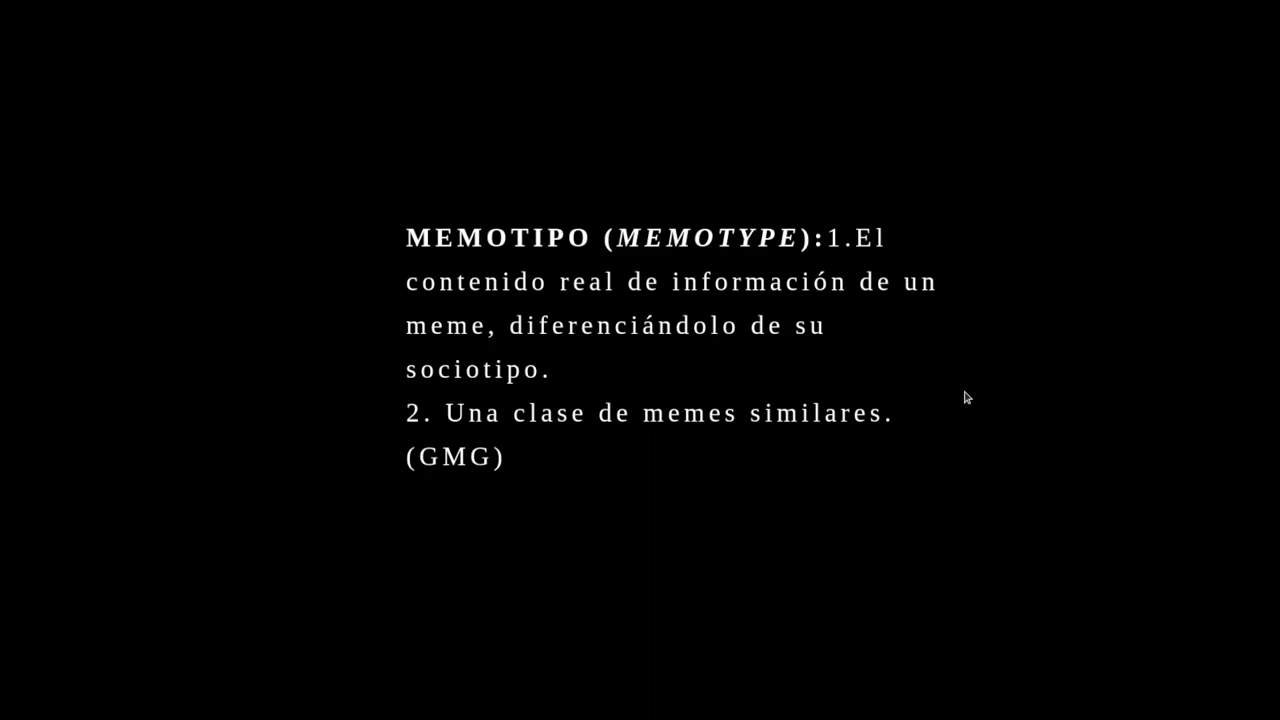 MEMOTIPO (MEMOTYPE):1.El
contenido real de información de un
meme, diferenciándolo de su
sociotipo.
2. Una clase de memes similares.
(GMG)